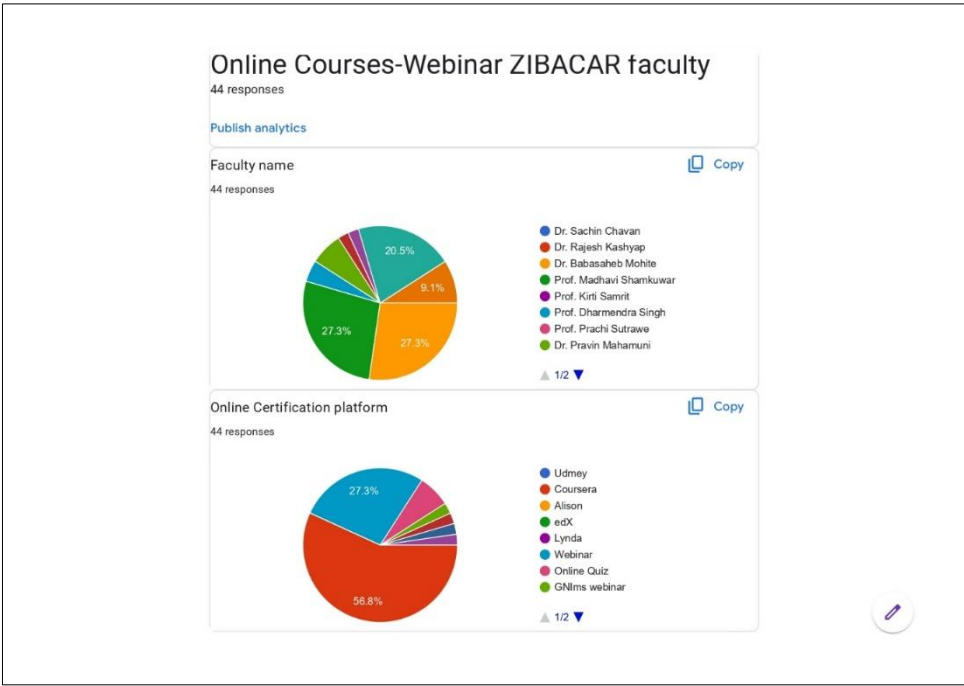 Online Courses-Webinar ZIBACAR faculty
44 responses
Publish analytics
Faculty name
Copy
44 responses
20.5%
9.1%
27.3%
27.3%
Dr. Sachin Chavan
Dr. Rajesh Kashyap
Dr. Babasaheb Mohite
Prof. Madhavi Shamkuwar
Prof. Kirti Samrit
Prof. Dharmendra Singh
Prof. Prachi Sutrawe
Dr. Pravin Mahamuni
1/2
Online Certification platform
Copy
44 responses
27.3%
56.8%
Udmey
Coursera
Alison
edX
Lynda
Webinar
Online Quiz
GNIms webinar
1/2